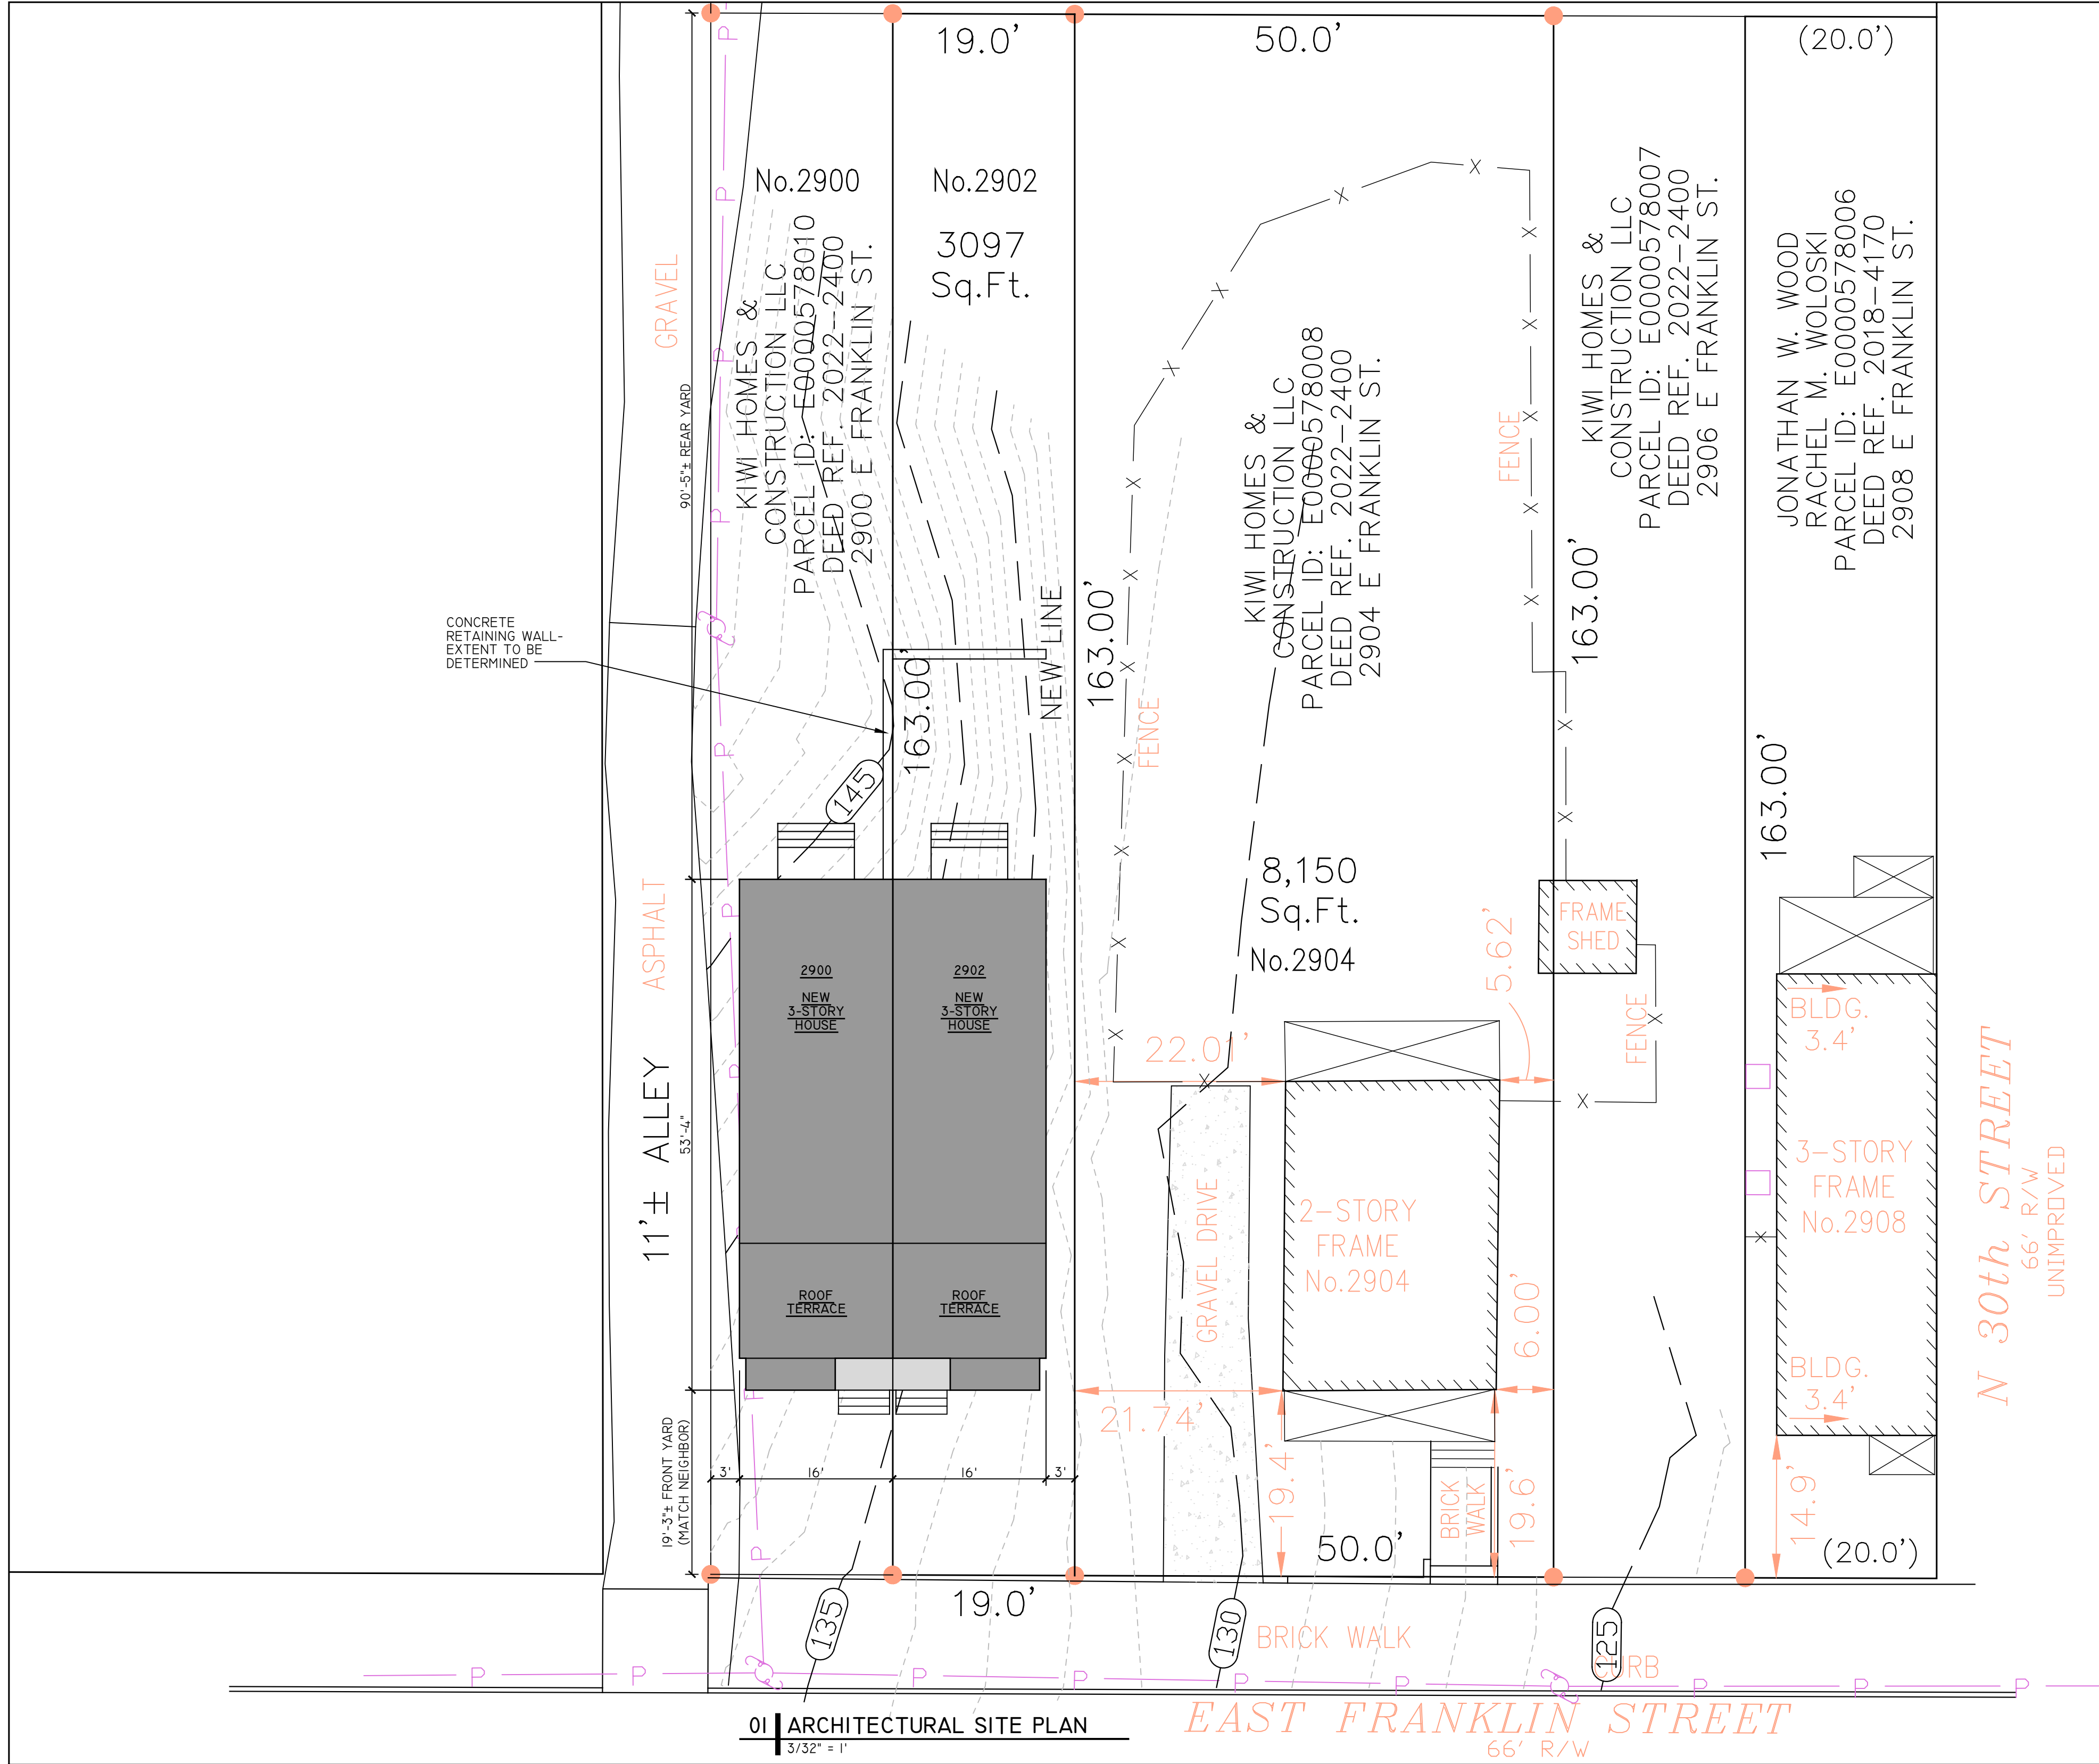 19.0'
50.0'
(20.0')
No.2900
No.2902
3097
Sq.Ft.
GRAVEL
90'-5"± REAR YARD
KIWI HOMES &
CONSTRUCTION LLC
PARCEL ID: E0000578010
DEED REF. 2022-2400
2900 E FRANKLIN ST.
KIWI HOMES &
CONSTRUCTION LLC
PARCEL ID: E0000578008
DEED REF. 2022-2400
2904 E FRANKLIN ST.
FENCE
KIWI HOMES &
CONSTRUCTION LLC
PARCEL ID: E0000578007
DEED REF. 2022-2400
2906 E FRANKLIN ST.
JONATHAN W. WOOD
RACHEL M. WOLOSKI
PARCEL ID: E0000578006
DEED REF. 2018-4170
2908 E FRANKLIN ST.
CONCRETE
RETAINING WALL-
EXTENT TO BE
DETERMINED
163.00'
NEW LINE
163.00'
FENCE
163.00'
163.00'
145
8,150
Sq.Ft.
No.2904
ASPHALT
11'± ALLEY
53'-4"
2900
NEW
3-STORY
HOUSE
2902
NEW
3-STORY
HOUSE
ROOF
TERRACE
ROOF
TERRACE
22.01'
5.62'
FRAME
SHED
FENCE
BLDG.
3.4'
3-STORY
FRAME
No.2908
BLDG.
3.4'
N 30th STREET
66' R/W
UNIMPROVED
GRAVEL DRIVE
2-STORY
FRAME
No.2904
6.00'
21.74'
19'-3"± FRONT YARD
(MATCH NEIGHBOR)
3'
16'
16'
3'
19.4'
BRICK
WALK
19.6'
14.9'
50.0'
(20.0')
19.0'
135
130
125
BRICK WALK
CURB
P P P P P P P P P P P
P P P P P P P P P P
EAST FRANKLIN STREET
66' R/W
01 ARCHITECTURAL SITE PLAN
3/32" = 1'